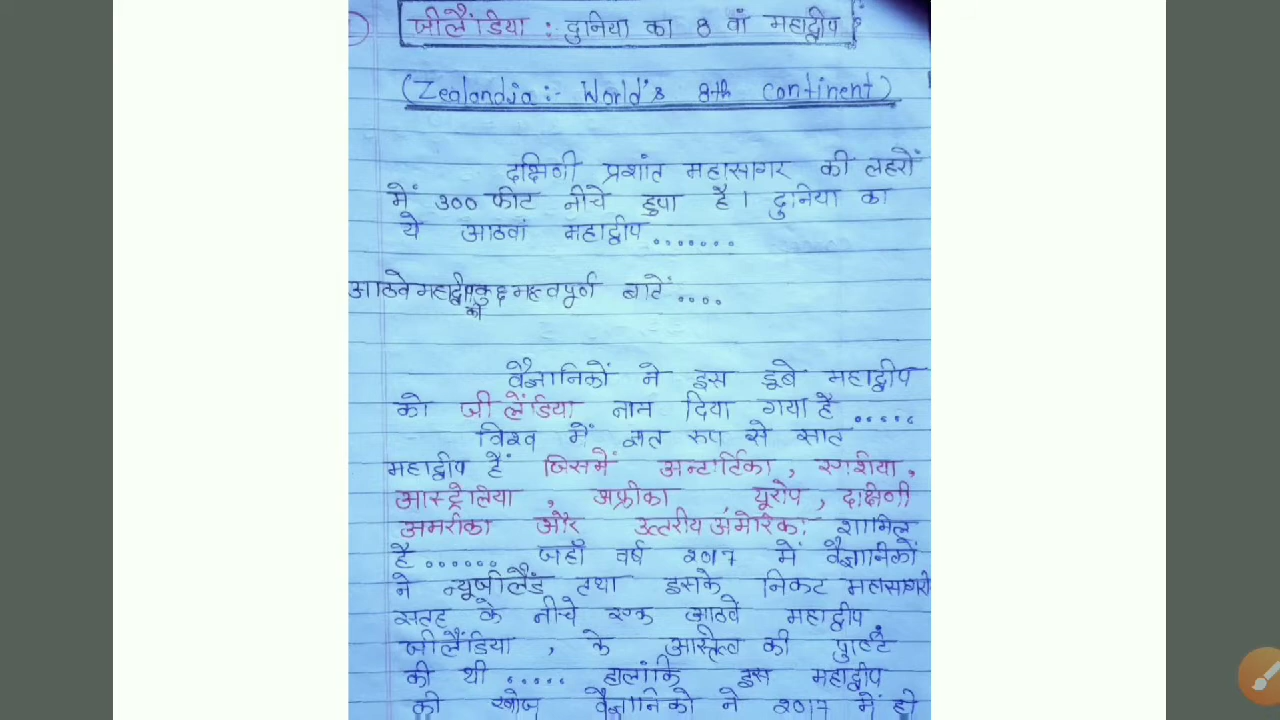 जीलैंडिया : दुनिया का 8 वां महाद्वीप :
(Zealandia:- World's 8th continent)
दक्षिणी प्रशांत महासागर की लहरों
में 300 फीट नीचे छुपा है। दुनिया का
ये आठवां महाद्वीप .......
आठवे महाद्वीप की कुछ महत्वपूर्ण बातें ....
वैज्ञानिकों ने इस डूबे महाद्वीप
को जीलैंडिया नाम दिया गया है .....
विश्व में ज्ञात रूप से सात
महाद्वीप हैं जिसमें अन्टार्टिका, एशिया,
आस्ट्रेलिया , अफ्रीका यूरोप, दक्षिणी
अमरीका और उत्तरीय अमेरिका शामिल
है ...... जहाँ वर्ष 2017 में वैज्ञानिकों
ने न्यूजीलैंड तथा इसके निकट महासागरो
सतह के नीचे एक आठवें महाद्वीप
जीलैंडिया , के अस्तित्व की पुष्टि
की थी ..... हालांकि इस महाद्वीप
की खोज वैज्ञानिको ने 2017 में ही